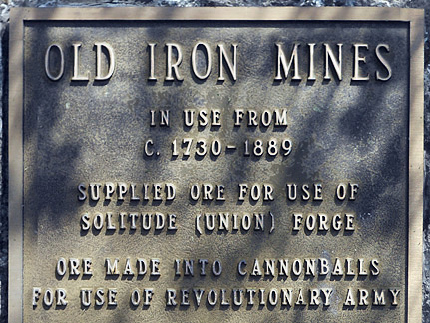 OLD IRON MINES
IN USE FROM
C. 1730-1889
SUPPLIED ORE FOR USE OF
SOLITUDE (UNION) FORGE
ORE MADE INTO CANNONBALLS
FOR USE OF REVOLUTIONARY ARMY